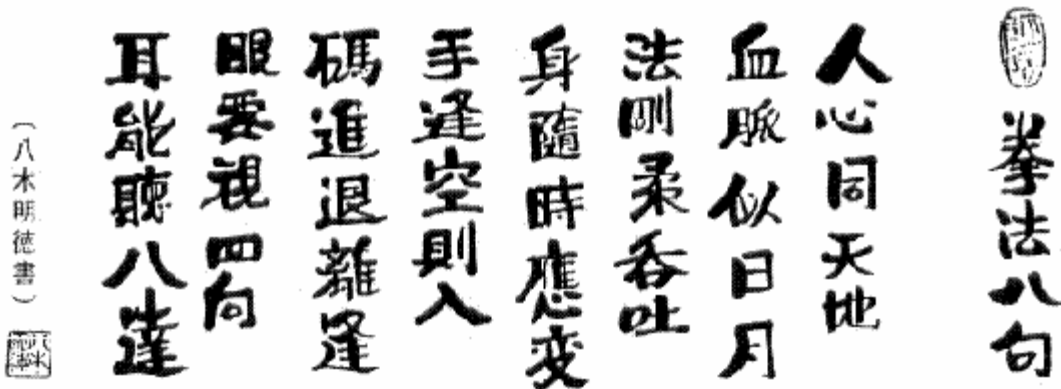 拳法八句
人心同天地
血脈似日月
法剛柔吞吐
身隨時應変
手逢空則入
碼進退離逢
眼要視四向
耳能聽八達
（八木明徳書）